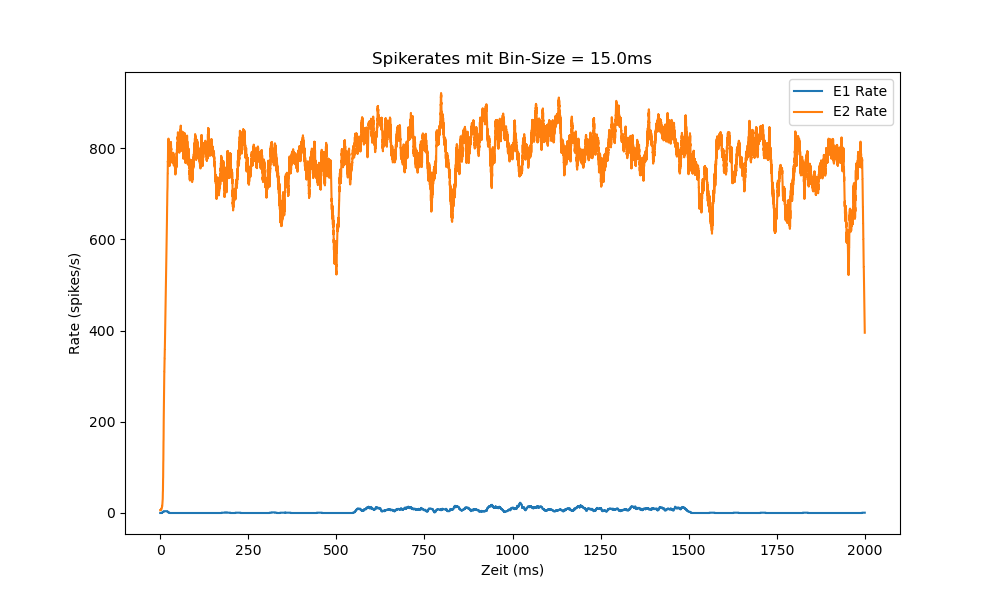 Spikerates mit Bin-Size = 15.0ms
E1 Rate
E2 Rate
Rate (spikes/s)
800
600
400
200
0
0 250 500 750 1000 1250 1500 1750 2000
Zeit (ms)